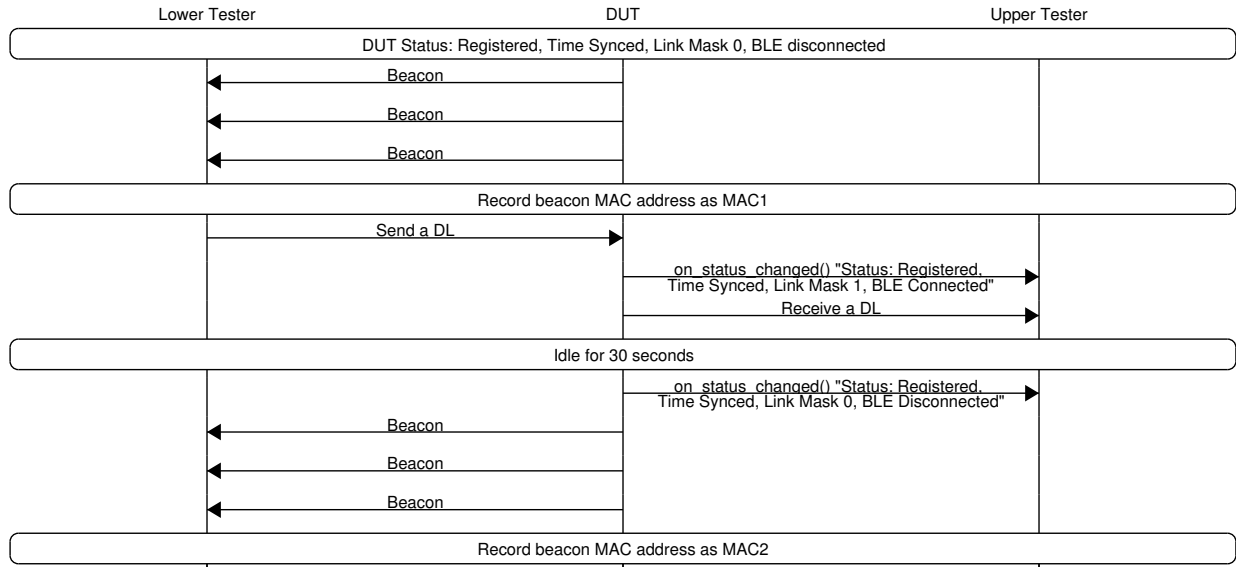 Lower Tester
DUT
Upper Tester
DUT Status: Registered, Time Synced, Link Mask 0, BLE disconnected
Beacon
Beacon
Beacon
Record beacon MAC address as MAC1
Send a DL
on_status_changed() "Status: Registered,
Time Synced, Link Mask 1, BLE Connected"
Receive a DL
Idle for 30 seconds
on_status_changed() "Status: Registered,
Time Synced, Link Mask 0, BLE Disconnected"
Beacon
Beacon
Beacon
Record beacon MAC address as MAC2